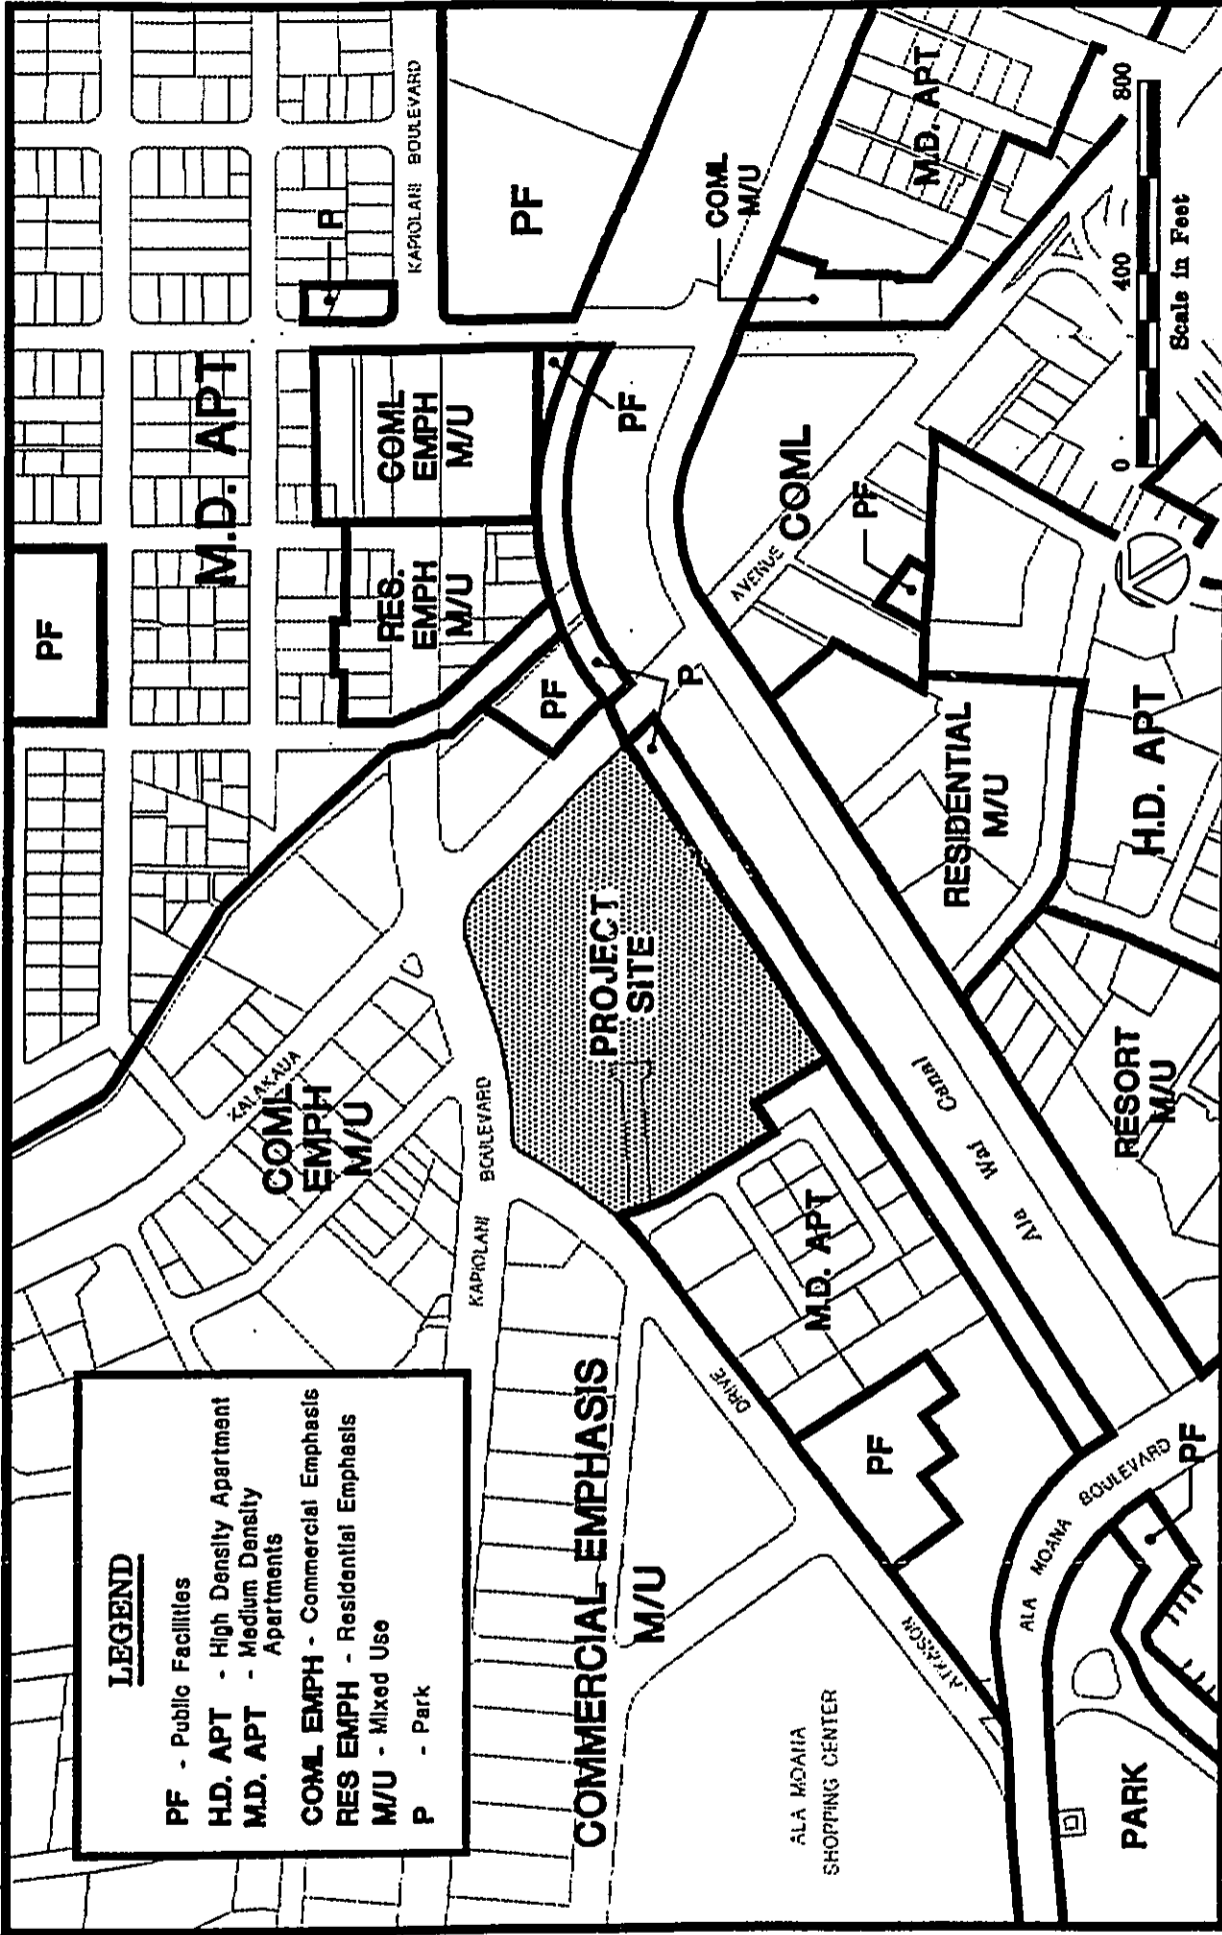 LEGEND
PF - Public Facilities
H.D. APT - High Density Apartment
M.D. APT - Medium Density
Apartments
COML EMPH - Commercial Emphasis
RES EMPH - Residential Emphasis
M/U - Mixed Use
P - Park
PF
M.D. APT
P
KAPIOLANI BOULEVARD
PF
COML
EMPH
M/U
RES.
EMPH
M/U
PF
COML
M/U
M.D. APT
KALAKAUA
COML
EMPH
M/U
PF
P
AVENUE
COML
PF
KAPIOLANI
BOULEVARD
PROJECT
SITE
RESIDENTIAL
M/U
H.D. APT
COMMERCIAL EMPHASIS
M/U
DRIVE
M.D. APT
Ala Wai Canal
RESORT
M/U
ALA MOANA
SHOPPING CENTER
ATKINSON
PF
ALA MOANA BOULEVARD
PF
PARK
0 400 800
Scale in Feet